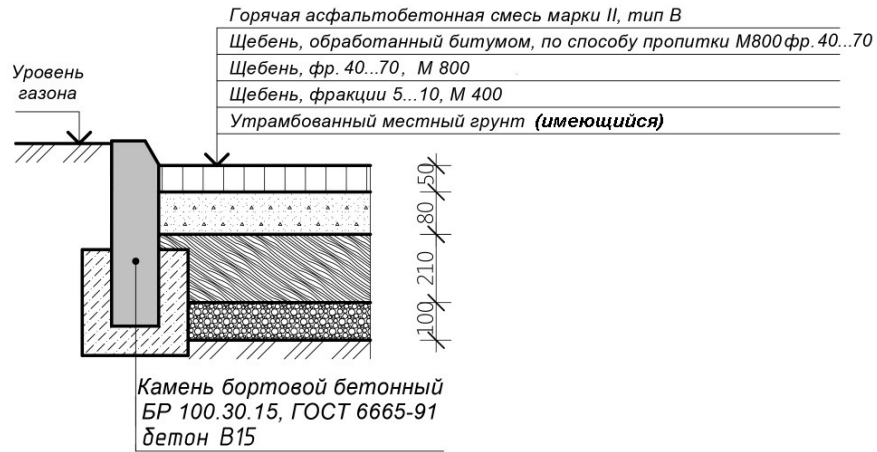 Горячая асфальтобетонная смесь марки II, тип В
Щебень, обработанный битумом, по способу пропитки М800фр. 40...70
Щебень, фр. 40...70, М 800
Щебень, фракции 5...10, М 400
Утрамбованный местный грунт (имеющийся)
Уровень
газона
50
80
210
100
Камень бортовой бетонный
БР 100.30.15, ГОСТ 6665-91
бетон В15